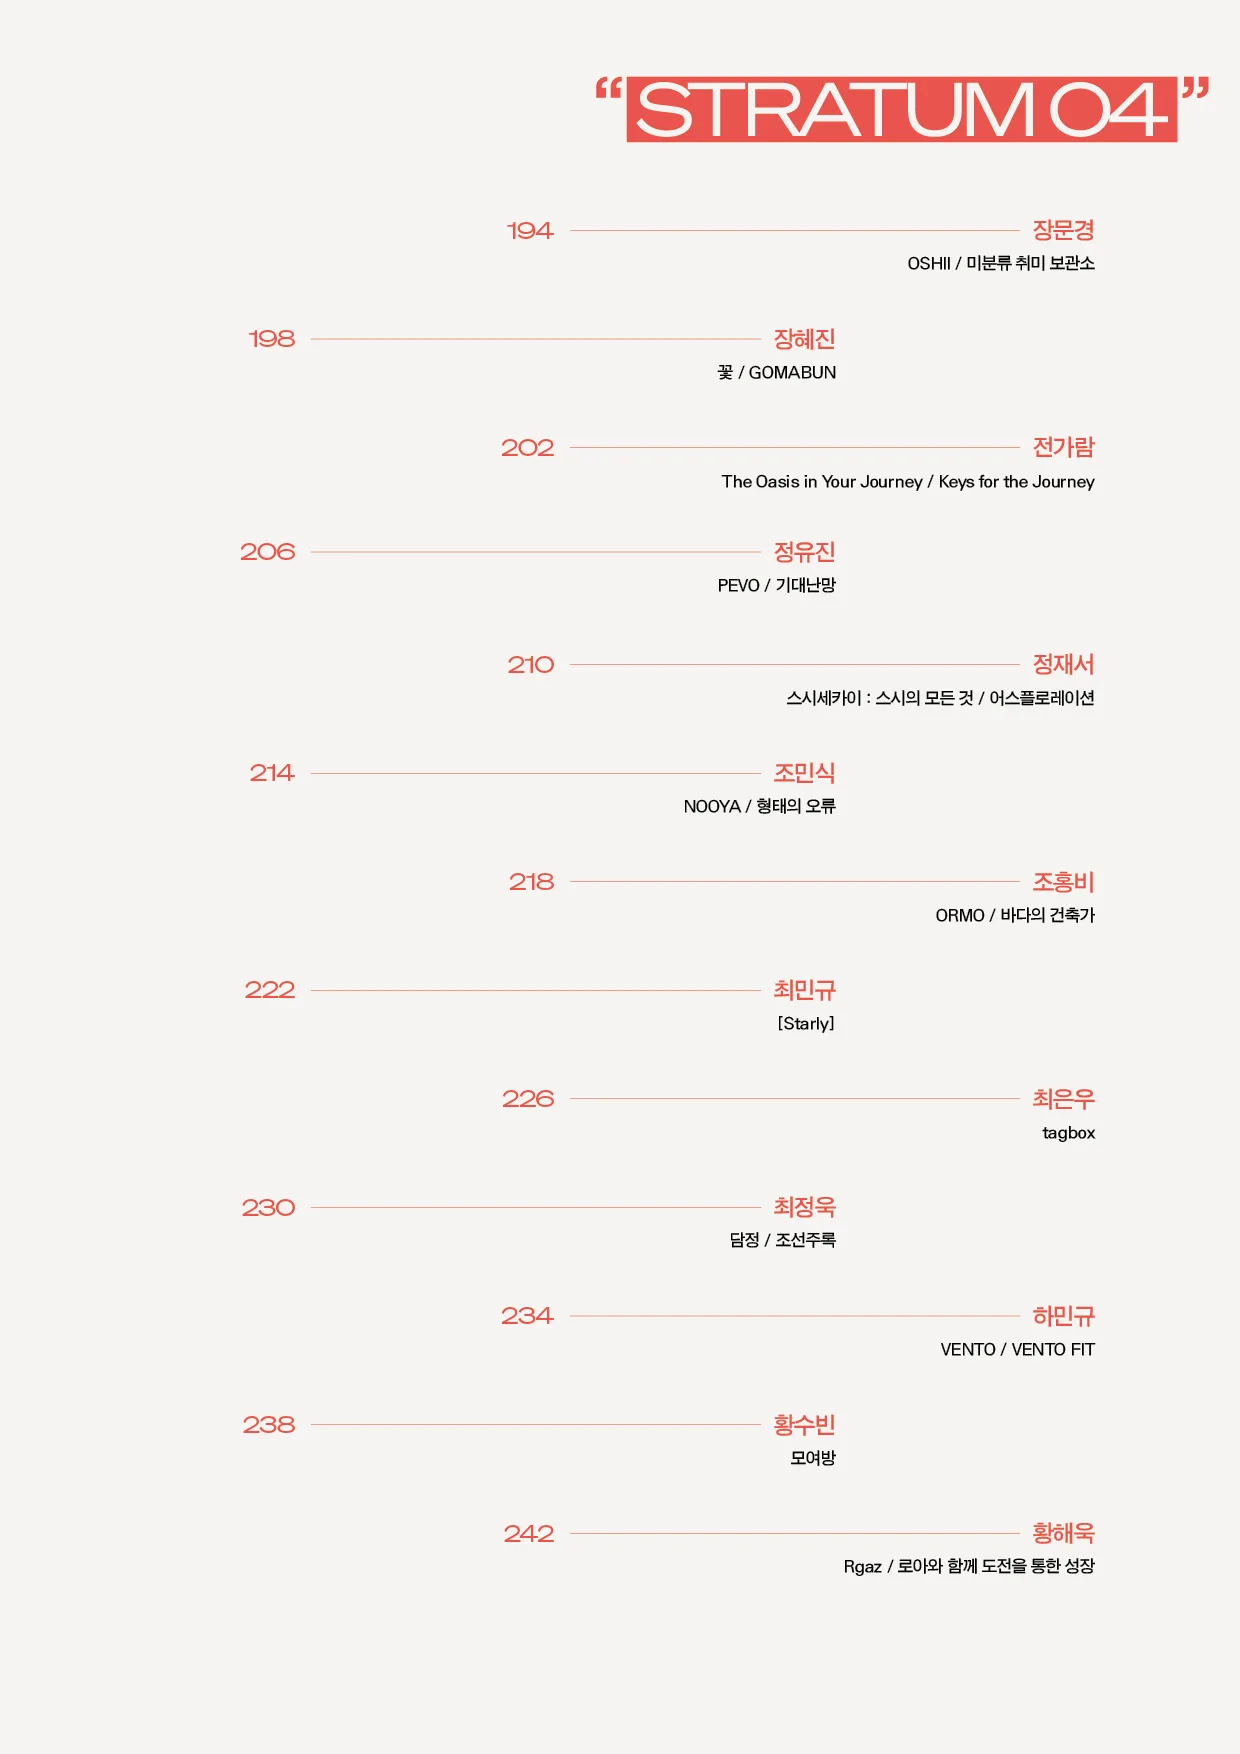 “STRATUM 04”
194 장문경
OSHII / 미분류 취미 보관소
198 장혜진
꽃 / GOMABUN
202 전가람
The Oasis in Your Journey / Keys for the Journey
206 정유진
PEVO / 기대난망
210 정재서
스시세카이 : 스시의 모든 것 / 어스플로레이션
214 조민식
NOOYA / 형태의 오류
218 조홍비
ORMO / 바다의 건축가
222 최민규
[Starly]
226 최은우
tagbox
230 최정욱
담정 / 조선주록
234 하민규
VENTO / VENTO FIT
238 황수빈
모여방
242 황해욱
Rgaz / 로아와 함께 도전을 통한 성장